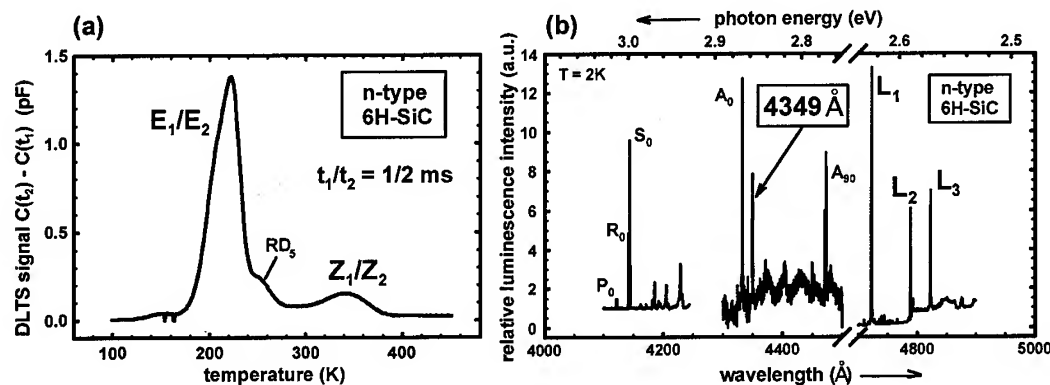 (a)
DLTS signal C(t₂) - C(t₁) (pF)
1.5
1.0
0.5
0.0
E₁/E₂
n-type
6H-SiC
t₁/t₂ = 1/2 ms
RD₅
Z₁/Z₂
100
200
300
400
temperature (K)
(b)
photon energy (eV)
3.0
2.9
2.8
2.6
2.5
relative luminescence intensity (a.u.)
14
12
10
8
6
4
2
0
T = 2K
A₀
4349 Å
S₀
R₀
P₀
A₉₀
L₁
L₂
L₃
n-type
6H-SiC
4000
4200
4400
4800
5000
wavelength (Å)